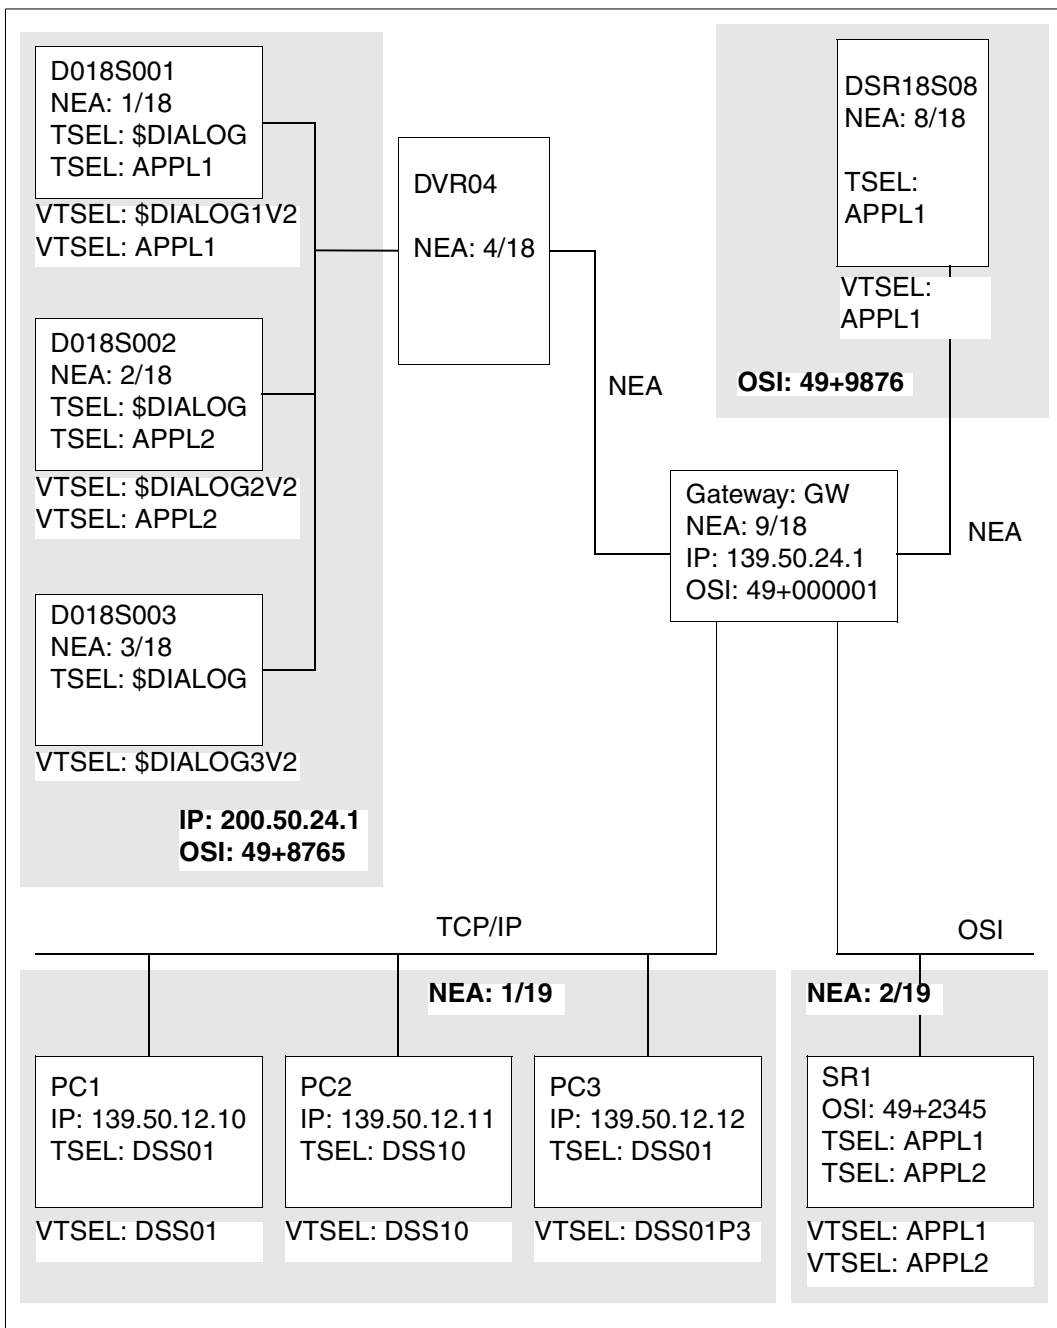 D018S001
NEA: 1/18
TSEL: $DIALOG
TSEL: APPL1
VTSEL: $DIALOG1V2
VTSEL: APPL1
D018S002
NEA: 2/18
TSEL: $DIALOG
TSEL: APPL2
VTSEL: $DIALOG2V2
VTSEL: APPL2
D018S003
NEA: 3/18
TSEL: $DIALOG
VTSEL: $DIALOG3V2
IP: 200.50.24.1
OSI: 49+8765
DVR04
NEA: 4/18
NEA
DSR18S08
NEA: 8/18
TSEL:
APPL1
VTSEL:
APPL1
OSI: 49+9876
Gateway: GW
NEA: 9/18
IP: 139.50.24.1
OSI: 49+000001
NEA
TCP/IP
OSI
NEA: 1/19
PC1
IP: 139.50.12.10
TSEL: DSS01
VTSEL: DSS01
PC2
IP: 139.50.12.11
TSEL: DSS10
VTSEL: DSS10
PC3
IP: 139.50.12.12
TSEL: DSS01
VTSEL: DSS01P3
NEA: 2/19
SR1
OSI: 49+2345
TSEL: APPL1
TSEL: APPL2
VTSEL: APPL1
VTSEL: APPL2